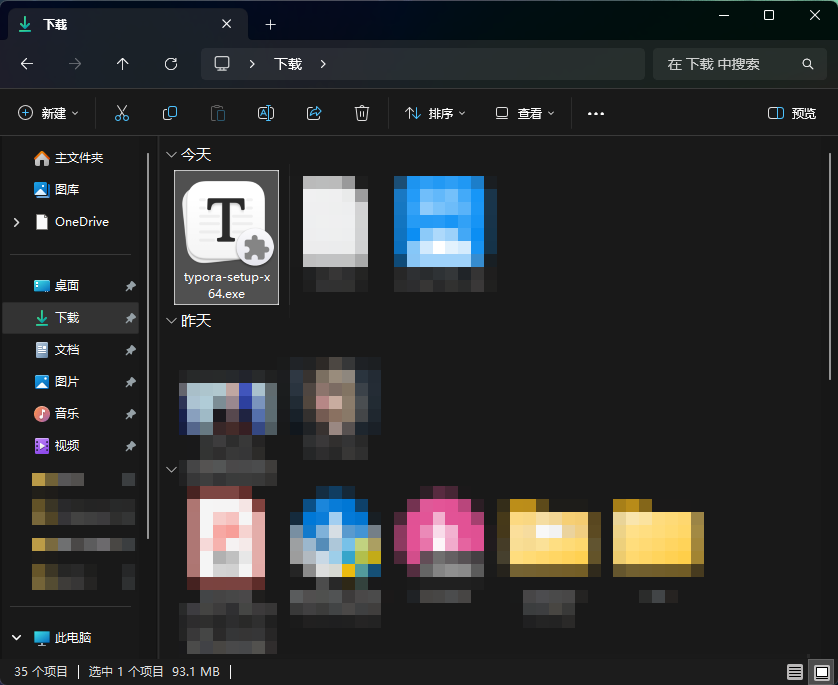 下载
下载
在 下载 中搜索
新建
排序
查看
预览
主文件夹
图库
OneDrive
桌面
下载
文档
图片
音乐
视频
此电脑
今天
T
typora-setup-x
64.exe
昨天
35 个项目
选中 1 个项目
93.1 MB